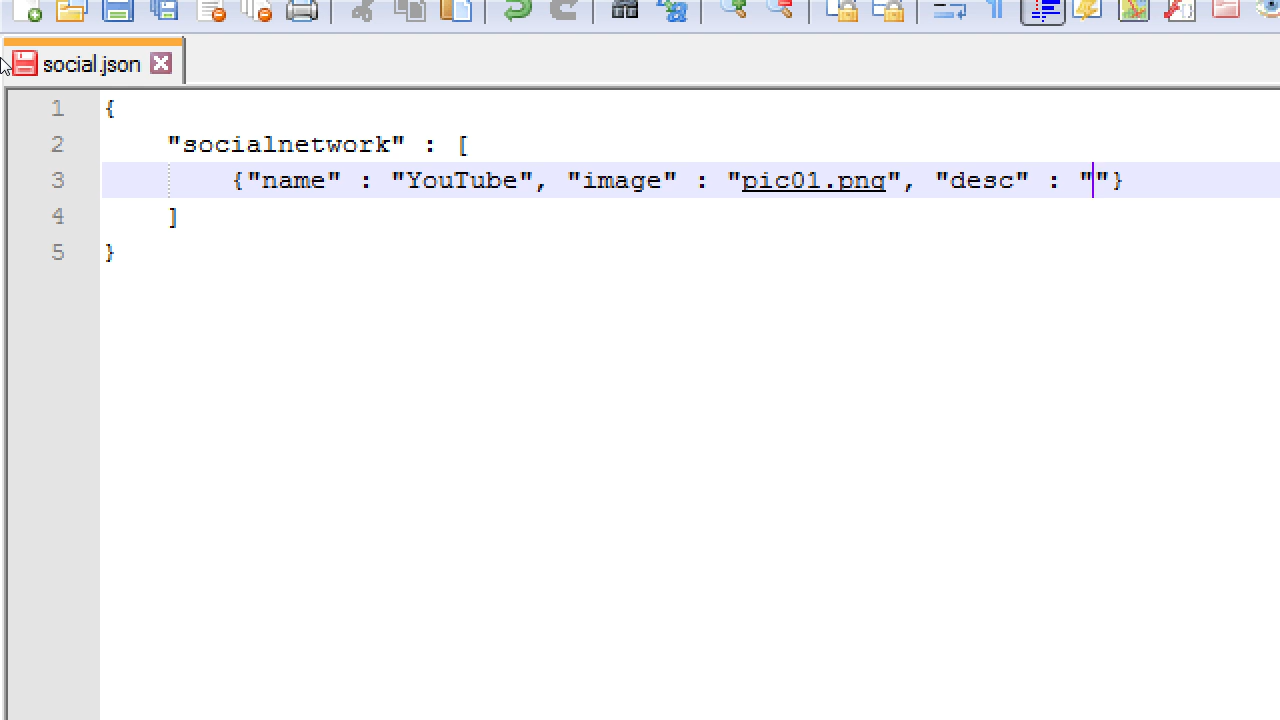 social.json
1 {
2 "socialnetwork" : [
3 {"name" : "YouTube", "image" : "pic01.png", "desc" : ""}
4 ]
5 }